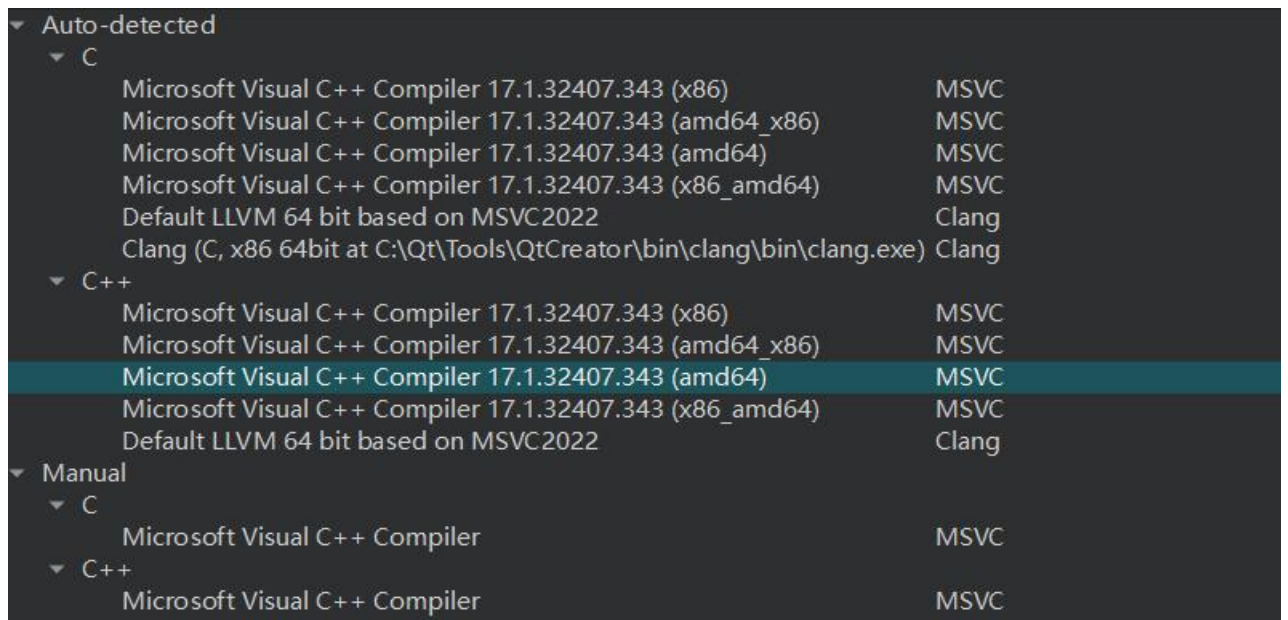 Auto-detected
C
Microsoft Visual C++ Compiler 17.1.32407.343 (x86) MSVC
Microsoft Visual C++ Compiler 17.1.32407.343 (amd64_x86) MSVC
Microsoft Visual C++ Compiler 17.1.32407.343 (amd64) MSVC
Microsoft Visual C++ Compiler 17.1.32407.343 (x86_amd64) MSVC
Default LLVM 64 bit based on MSVC2022 Clang
Clang (C, x86 64bit at C:\Qt\Tools\QtCreator\bin\clang\bin\clang.exe) Clang
C++
Microsoft Visual C++ Compiler 17.1.32407.343 (x86) MSVC
Microsoft Visual C++ Compiler 17.1.32407.343 (amd64_x86) MSVC
Microsoft Visual C++ Compiler 17.1.32407.343 (amd64) MSVC
Microsoft Visual C++ Compiler 17.1.32407.343 (x86_amd64) MSVC
Default LLVM 64 bit based on MSVC2022 Clang
Manual
C
Microsoft Visual C++ Compiler MSVC
C++
Microsoft Visual C++ Compiler MSVC